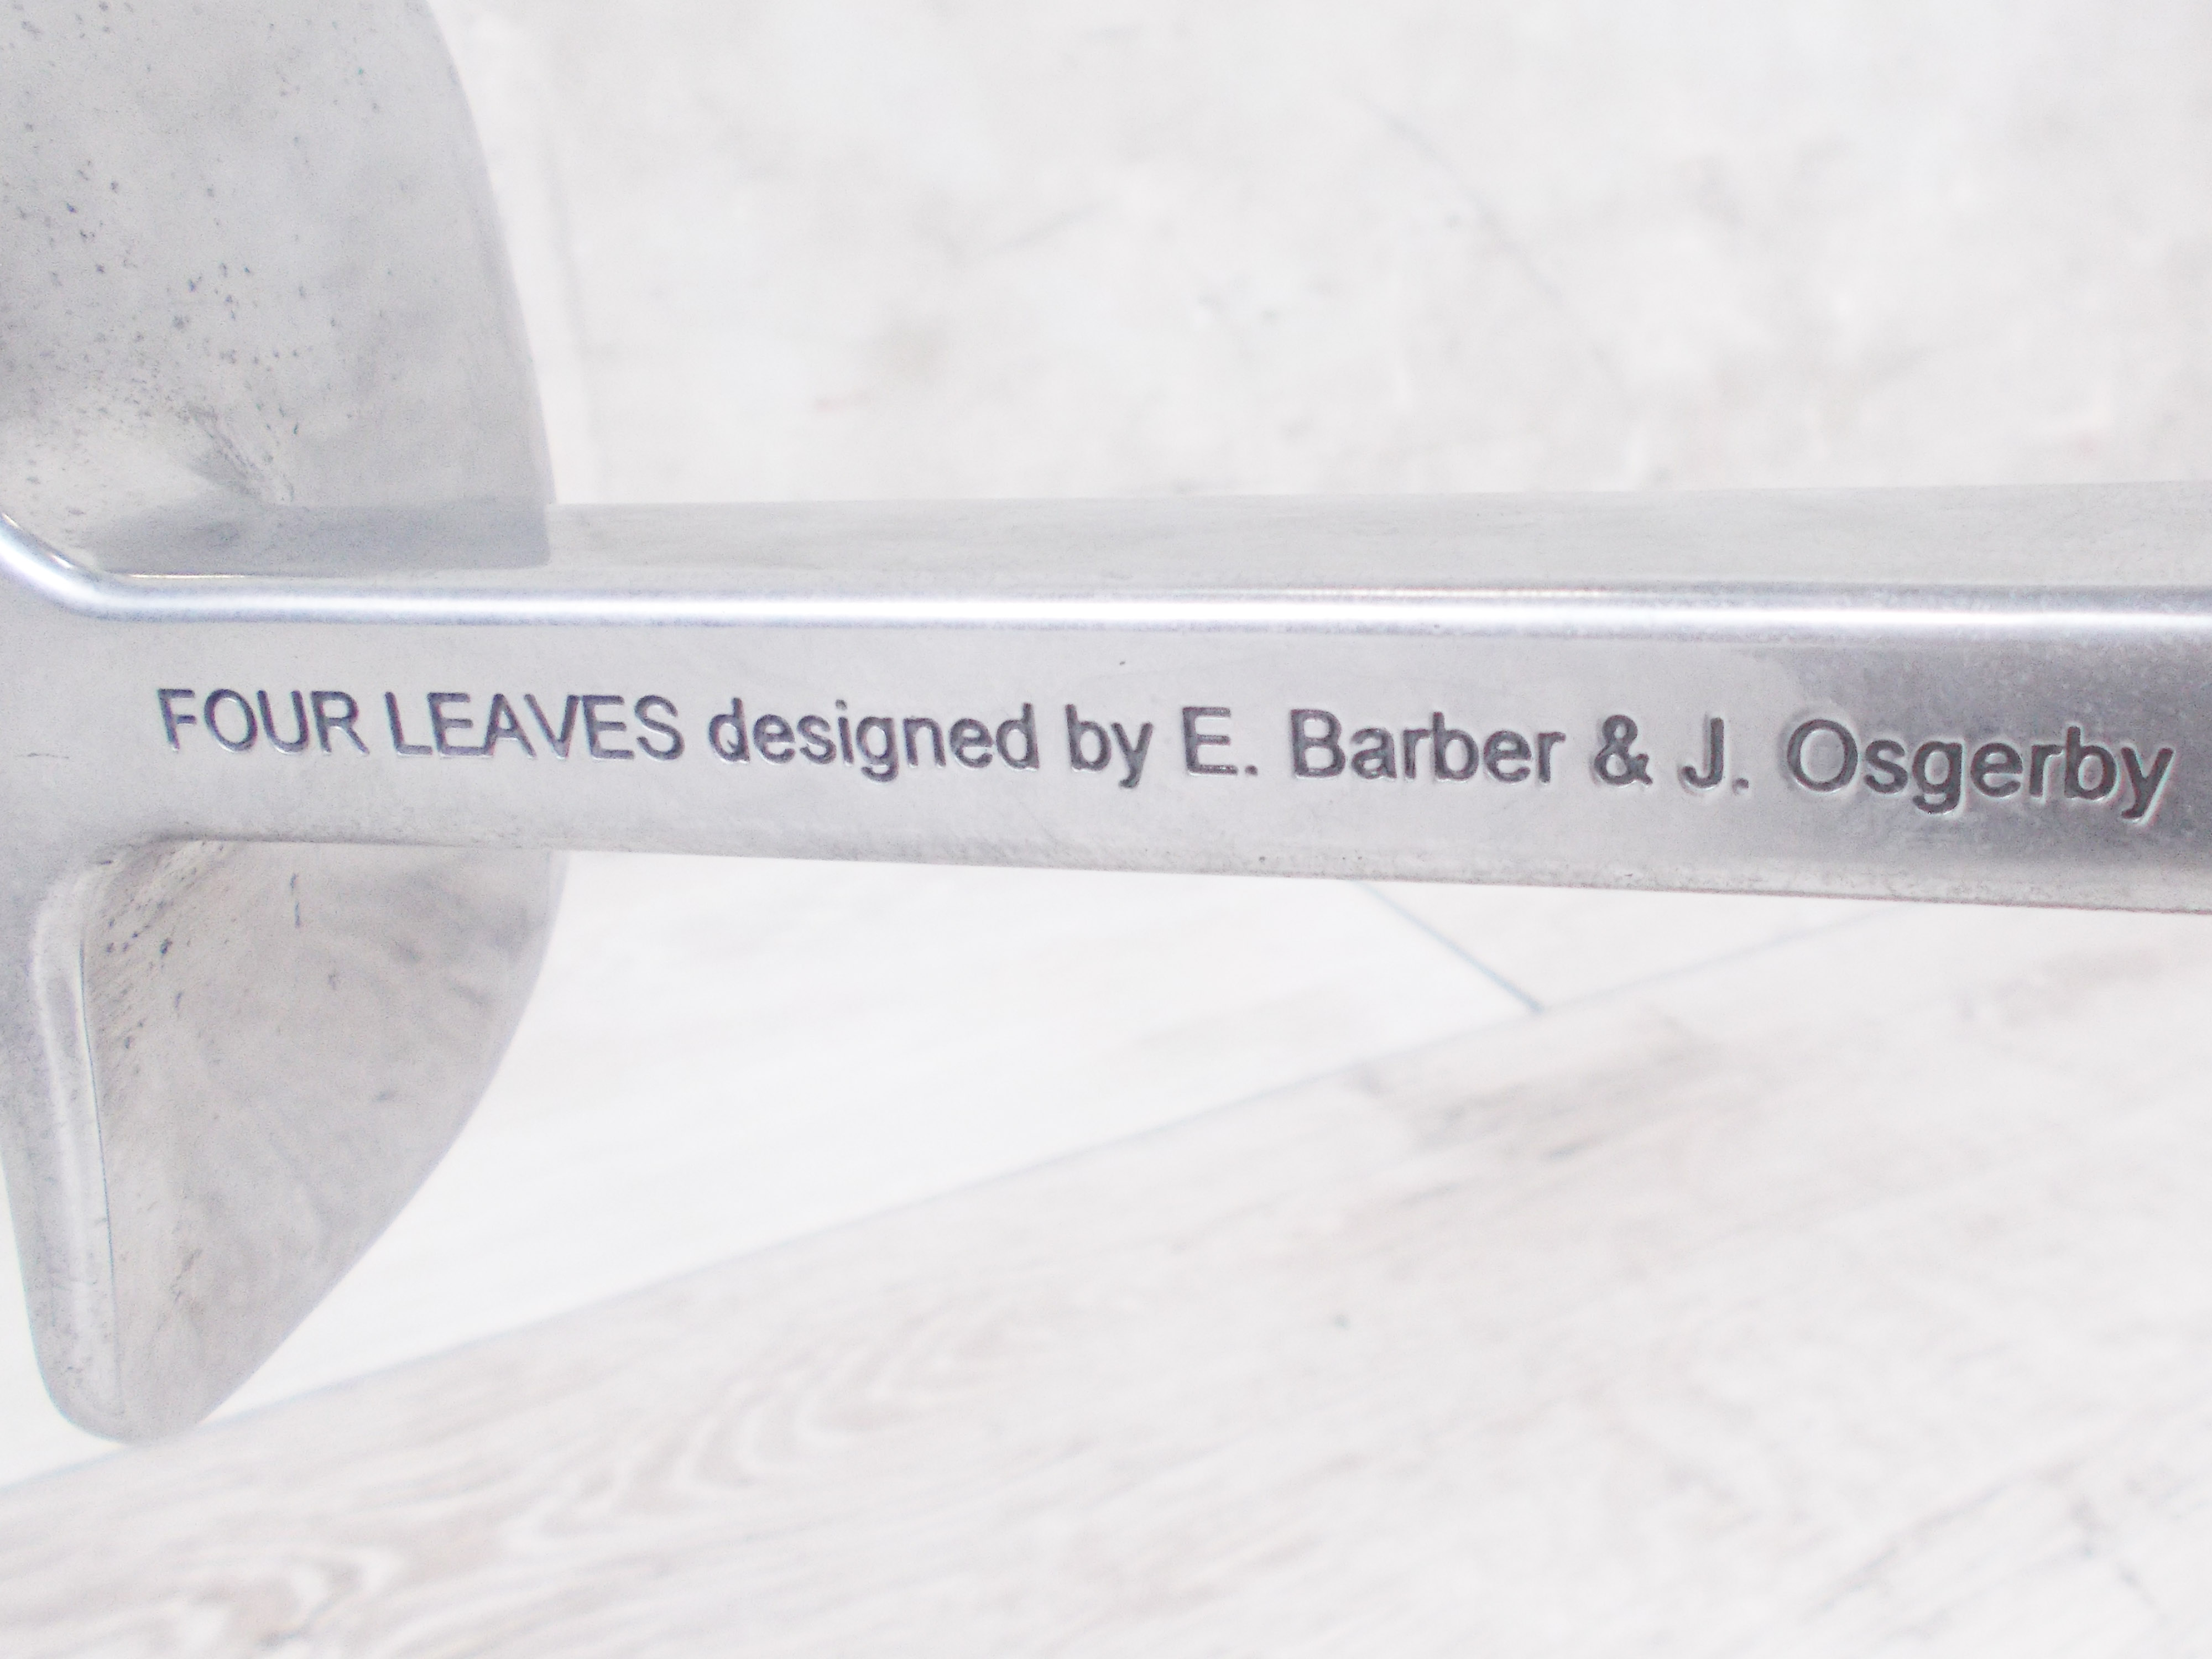 FOUR LEAVES designed by E. Barber & J. Osgerby